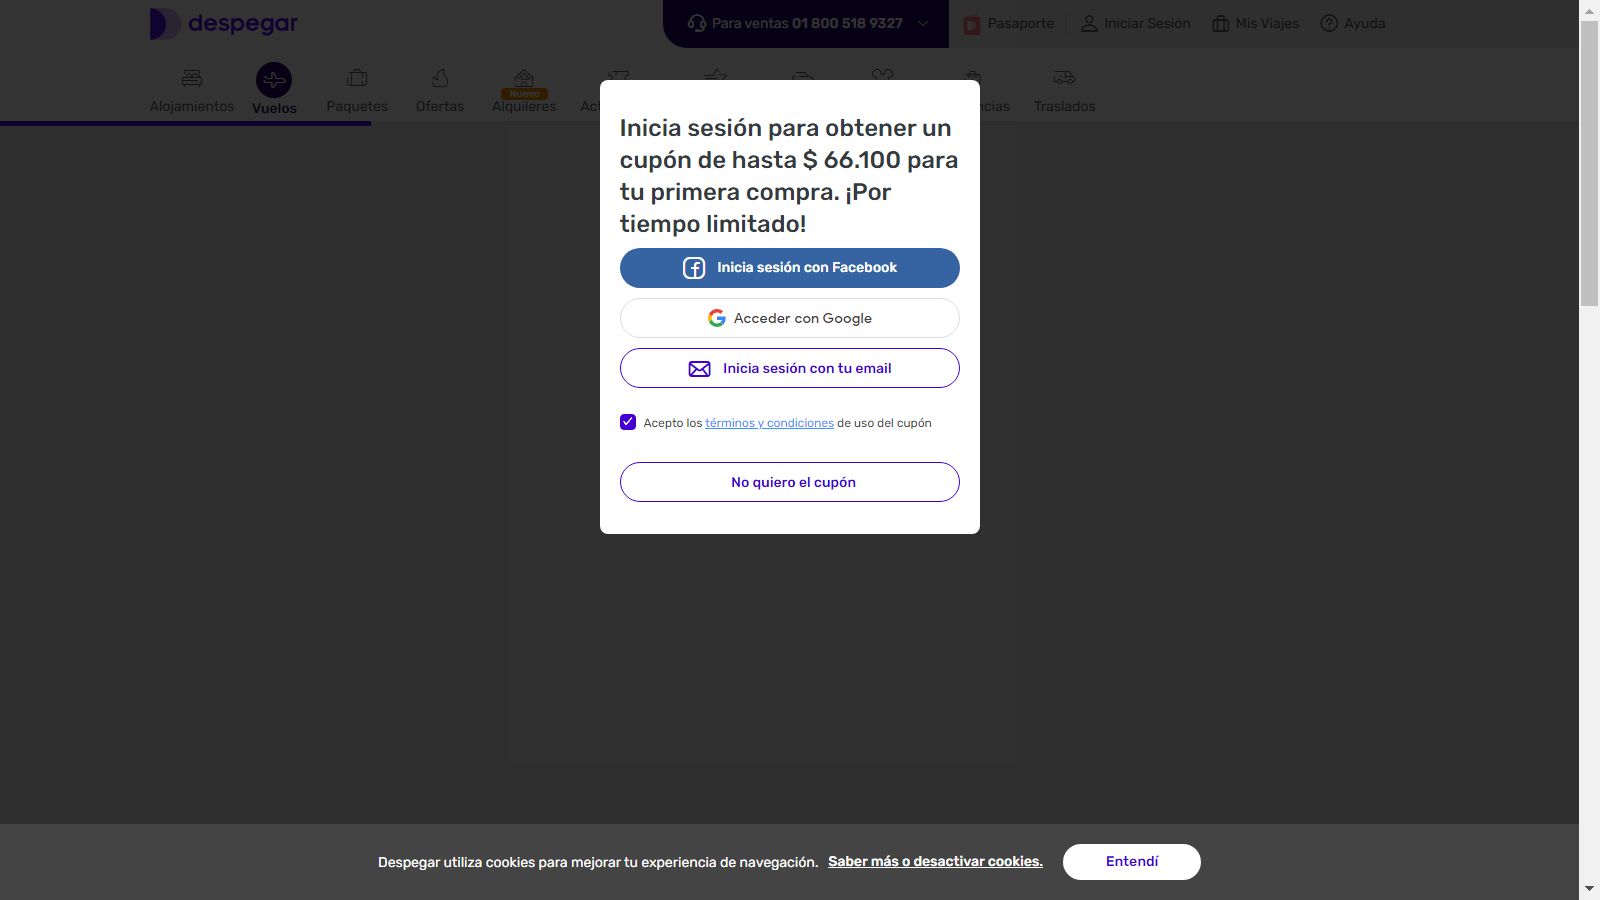 despegar
Para ventas 01 800 518 9327
Pasaporte
Iniciar Sesión
Mis Viajes
Ayuda
Alojamientos
Vuelos
Paquetes
Ofertas
Nuevo
Alquileres
Traslados
Inicia sesión para obtener un
cupón de hasta $ 66.100 para
tu primera compra. ¡Por
tiempo limitado!
Inicia sesión con Facebook
Acceder con Google
Inicia sesión con tu email
Acepto los términos y condiciones de uso del cupón
No quiero el cupón
Despegar utiliza cookies para mejorar tu experiencia de navegación. Saber más o desactivar cookies.
Entendí